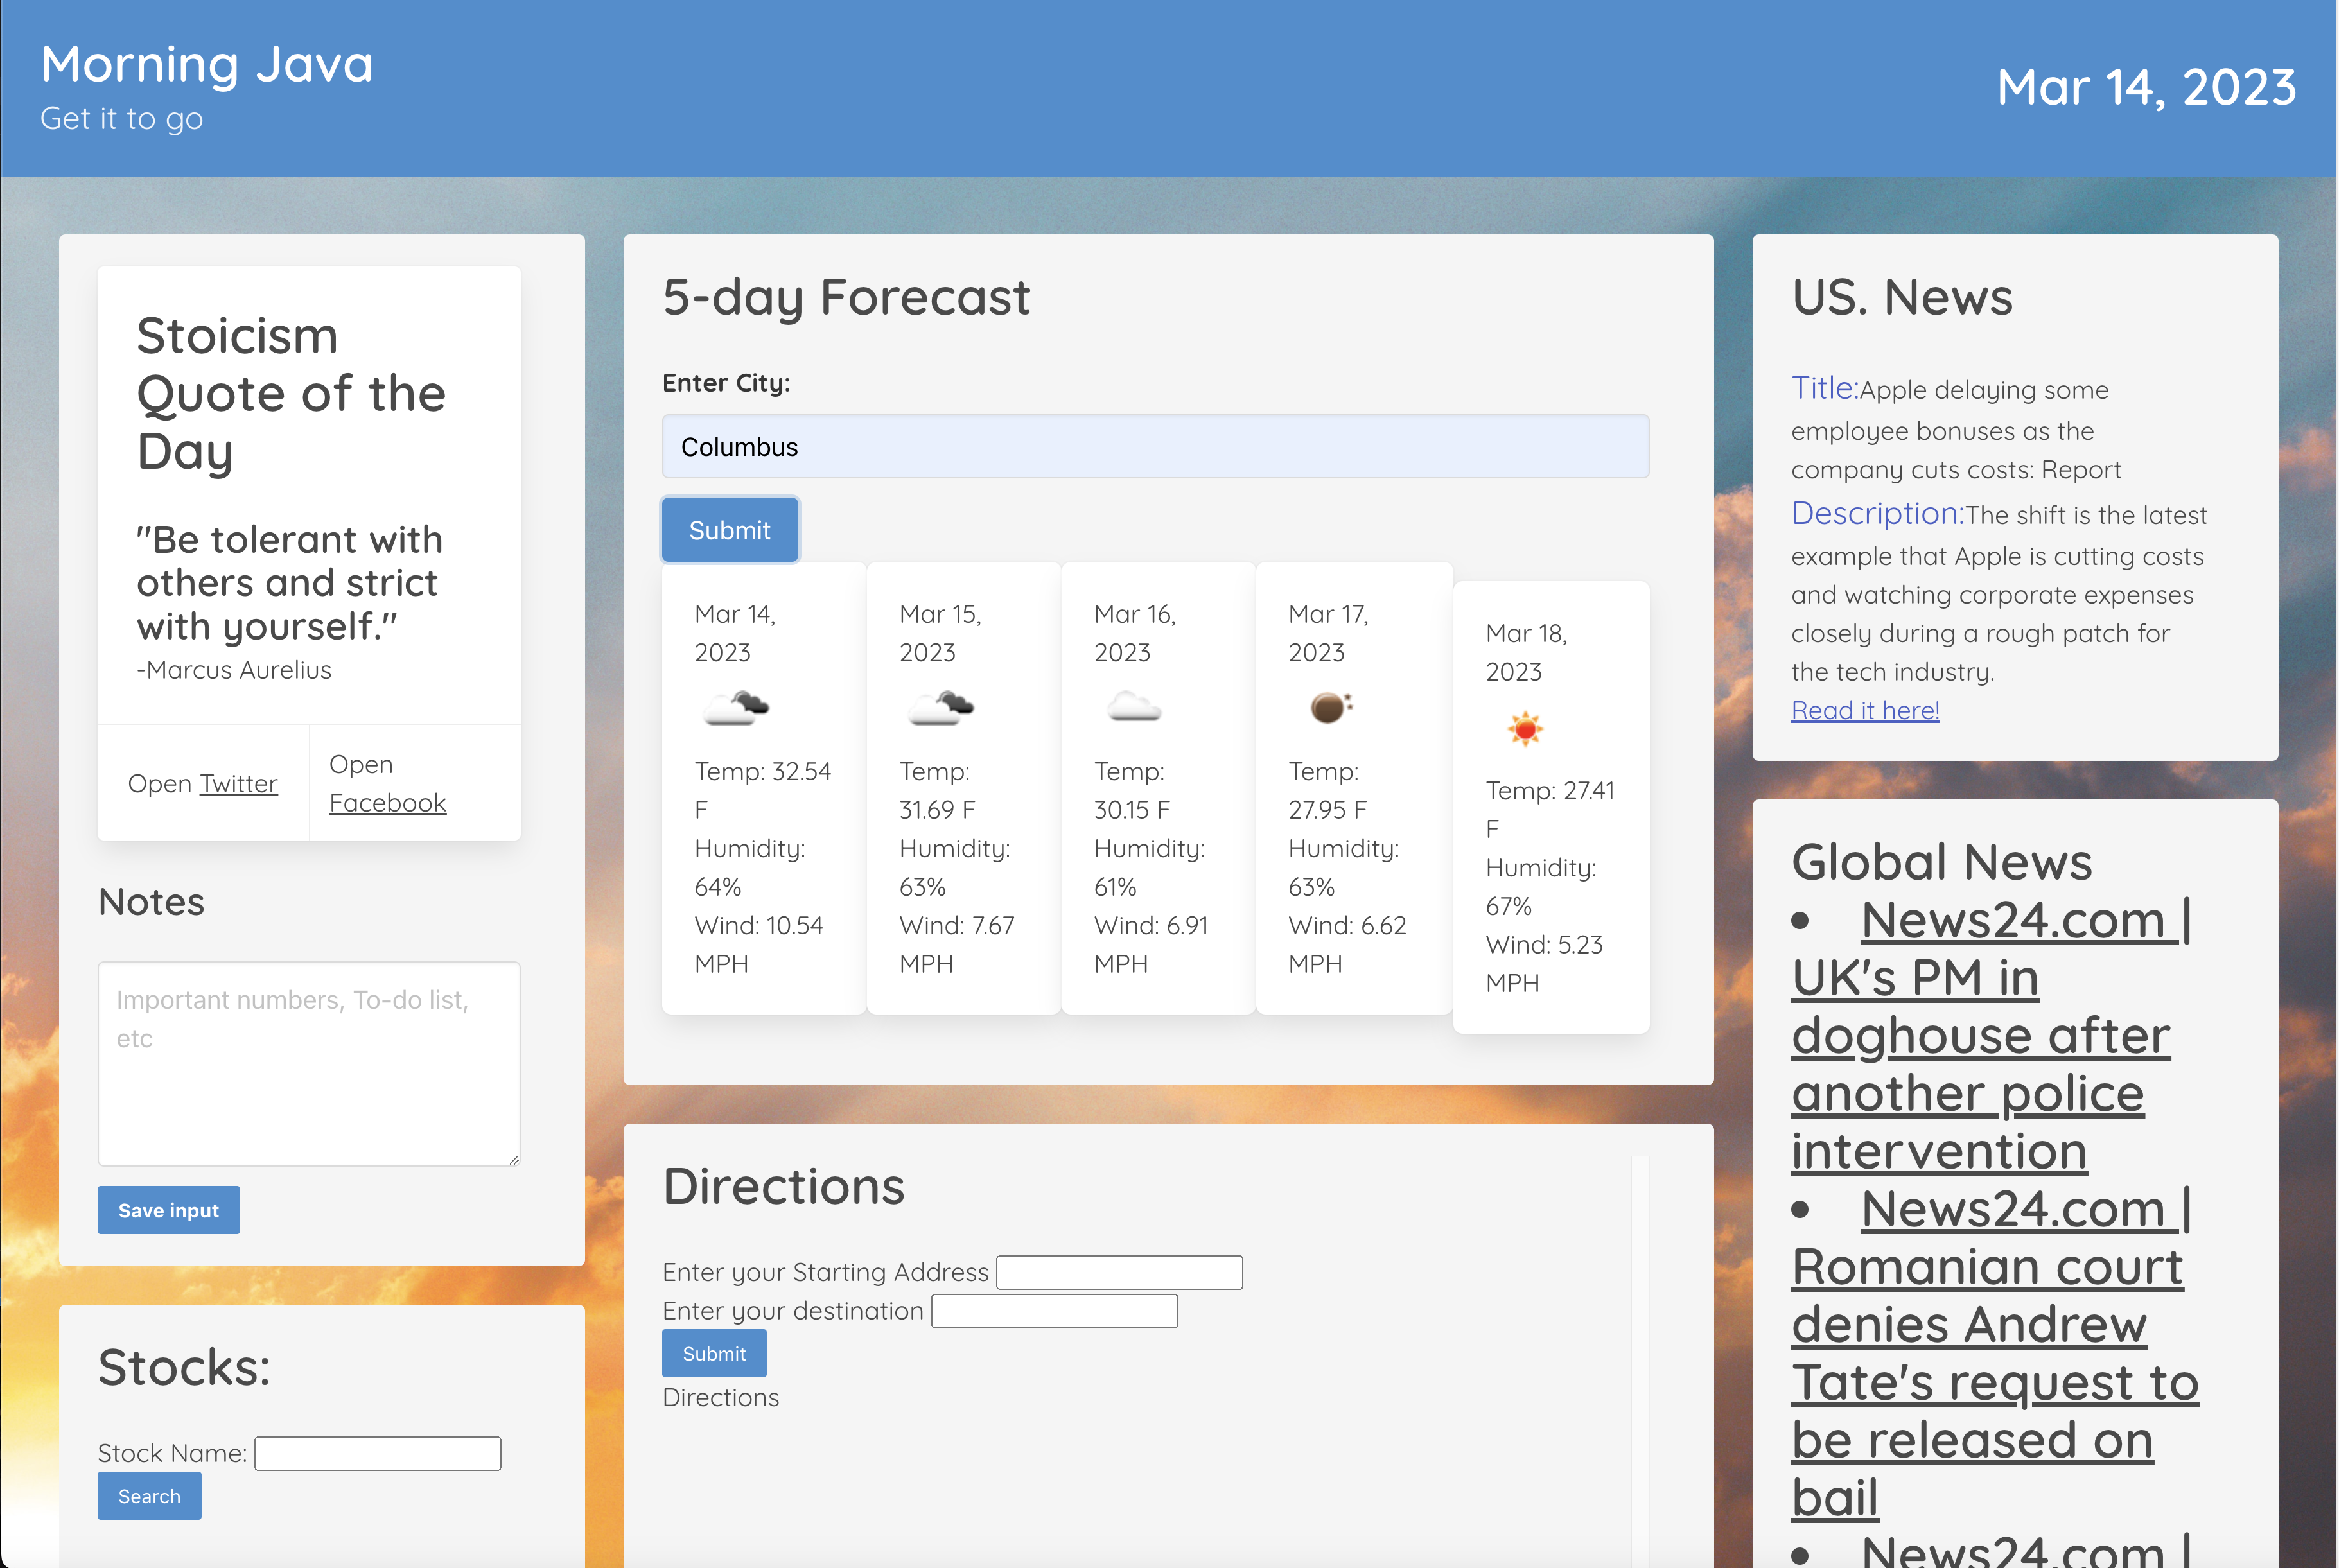 Morning Java
Get it to go
Mar 14, 2023
Stoicism
Quote of the
Day
"Be tolerant with
others and strict
with yourself."
-Marcus Aurelius
Open Twitter
Open
Facebook
Notes
Important numbers, To-do list,
etc
Save input
Stocks:
Stock Name:
Search
5-day Forecast
Enter City:
Columbus
Submit
Mar 14,
2023
Temp: 32.54
F
Humidity:
64%
Wind: 10.54
MPH
Mar 15,
2023
Temp:
31.69 F
Humidity:
63%
Wind: 7.67
MPH
Mar 16,
2023
Temp:
30.15 F
Humidity:
61%
Wind: 6.91
MPH
Mar 17,
2023
Temp:
27.95 F
Humidity:
63%
Wind: 6.62
MPH
Mar 18,
2023
Temp: 27.41
F
Humidity:
67%
Wind: 5.23
MPH
Directions
Enter your Starting Address
Enter your destination
Submit
Directions
US. News
Title:Apple delaying some
employee bonuses as the
company cuts costs: Report
Description:The shift is the latest
example that Apple is cutting costs
and watching corporate expenses
closely during a rough patch for
the tech industry.
Read it here!
Global News
• News24.com |
UK's PM in
doghouse after
another police
intervention
• News24.com |
Romanian court
denies Andrew
Tate's request to
be released on
bail
• News24.com |